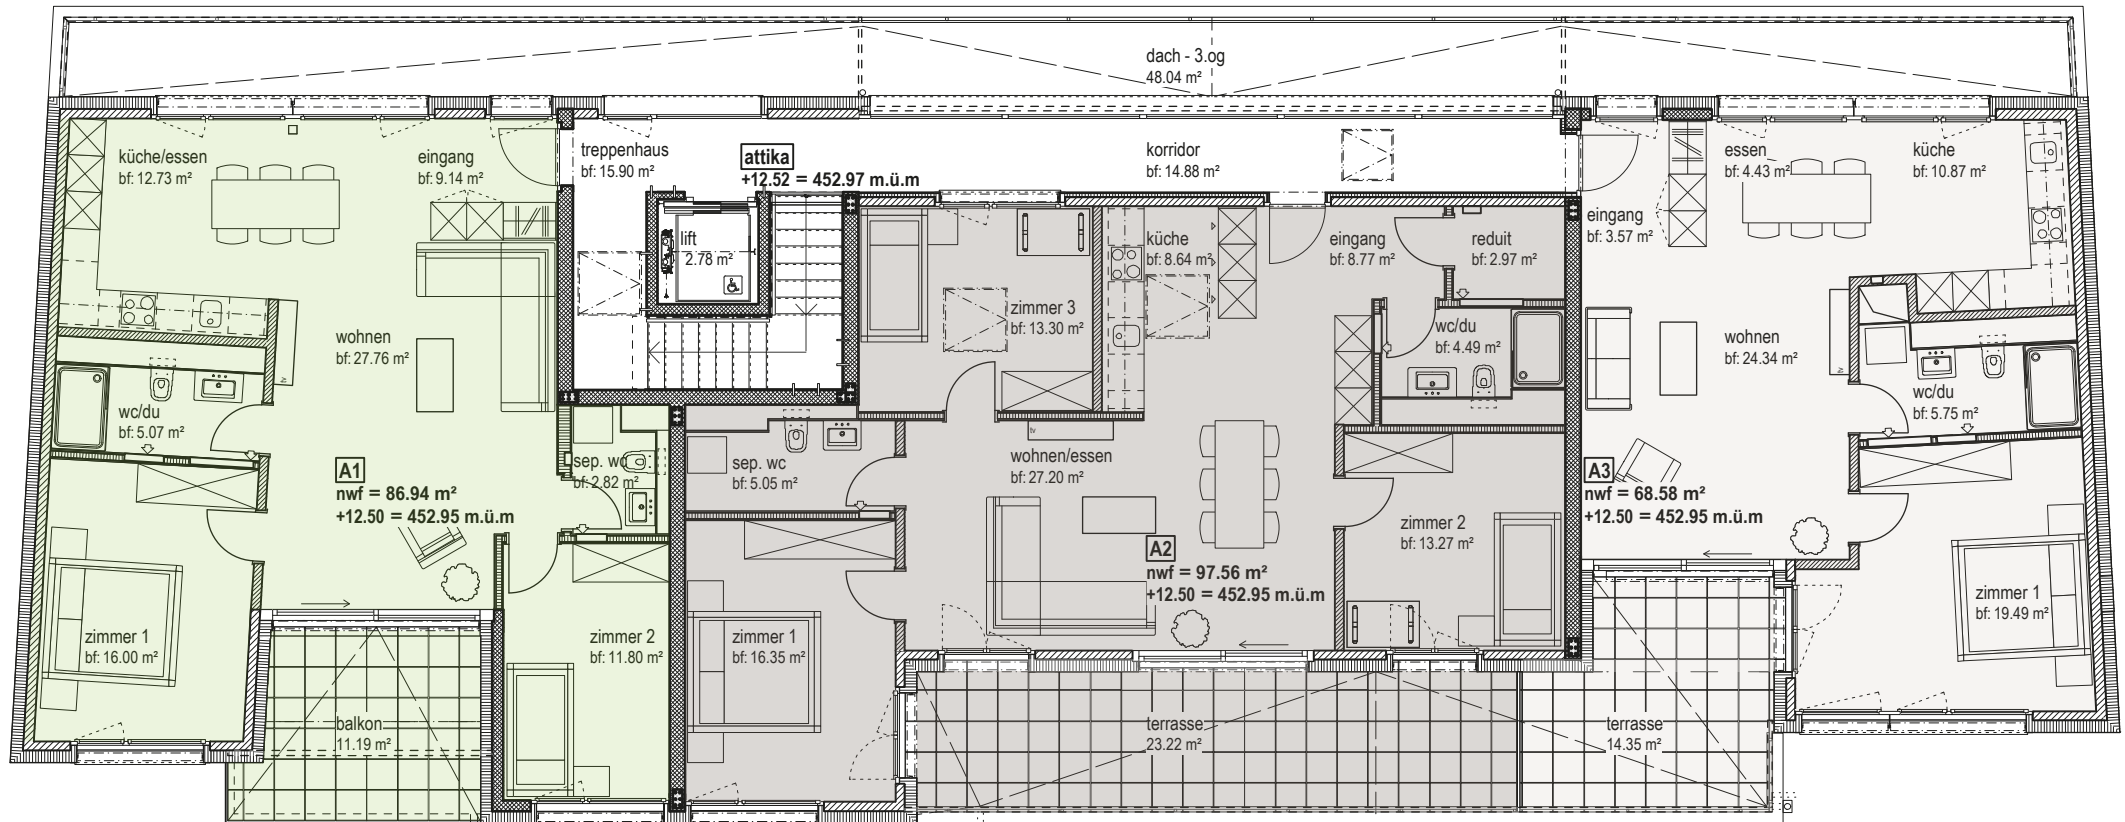 dach - 3.og
48.04 m²
küche/essen
bf: 12.73 m²
eingang
bf: 9.14 m²
treppenhaus
bf: 15.90 m²
attika
+12.52 = 452.97 m.ü.m
korridor
bf: 14.88 m²
essen
bf: 4.43 m²
küche
bf: 10.87 m²
eingang
bf: 3.57 m²
lift
2.78 m²
küche
bf: 8.64 m²
eingang
bf: 8.77 m²
reduit
bf: 2.97 m²
zimmer 3
bf: 13.30 m²
wohnen
bf: 27.76 m²
tv
wc/du
bf: 4.49 m²
wohnen
bf: 24.34 m²
tv
wc/du
bf: 5.07 m²
wc/du
bf: 5.75 m²
tv
A1
nwf = 86.94 m²
+12.50 = 452.95 m.ü.m
sep. wc
bf: 2.82 m²
sep. wc
bf: 5.05 m²
wohnen/essen
bf: 27.20 m²
A3
nwf = 68.58 m²
+12.50 = 452.95 m.ü.m
zimmer 2
bf: 13.27 m²
A2
nwf = 97.56 m²
+12.50 = 452.95 m.ü.m
zimmer 1
bf: 16.00 m²
zimmer 2
bf: 11.80 m²
zimmer 1
bf: 16.35 m²
zimmer 1
bf: 19.49 m²
balkon
11.19 m²
terrasse
23.22 m²
terrasse
14.35 m²